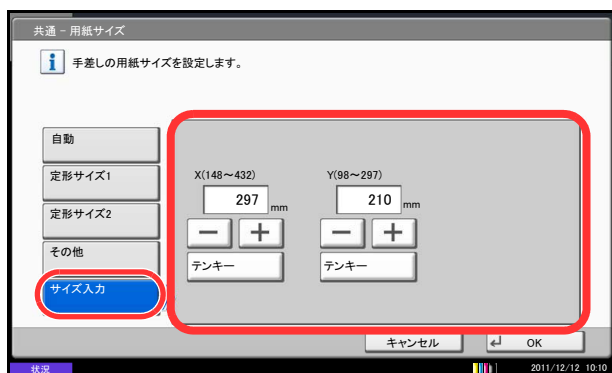 共通 - 用紙サイズ
手差しの用紙サイズを設定します。
自動
定形サイズ1
定形サイズ2
その他
サイズ入力
X(148～432)
297 mm
− +
テンキー
Y(98～297)
210 mm
− +
テンキー
キャンセル
OK
状況
2011/12/12 10:10